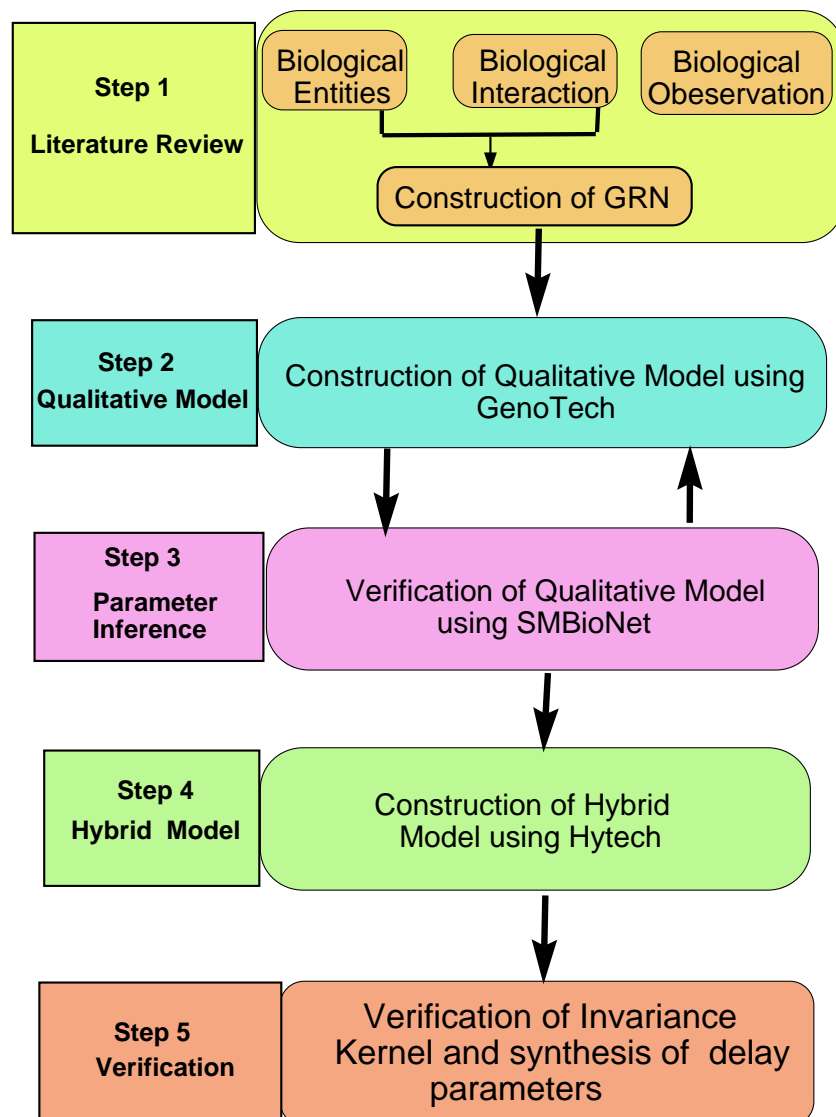 Step 1
Literature Review
Biological
Entities
Biological
Interaction
Biological
Obeservation
Construction of GRN
Step 2
Qualitative Model
Construction of Qualitative Model using
GenoTech
Step 3
Parameter
Inference
Verification of Qualitative Model
using SMBioNet
Step 4
Hybrid Model
Construction of Hybrid
Model using Hytech
Step 5
Verification
Verification of Invariance
Kernel and synthesis of delay
parameters